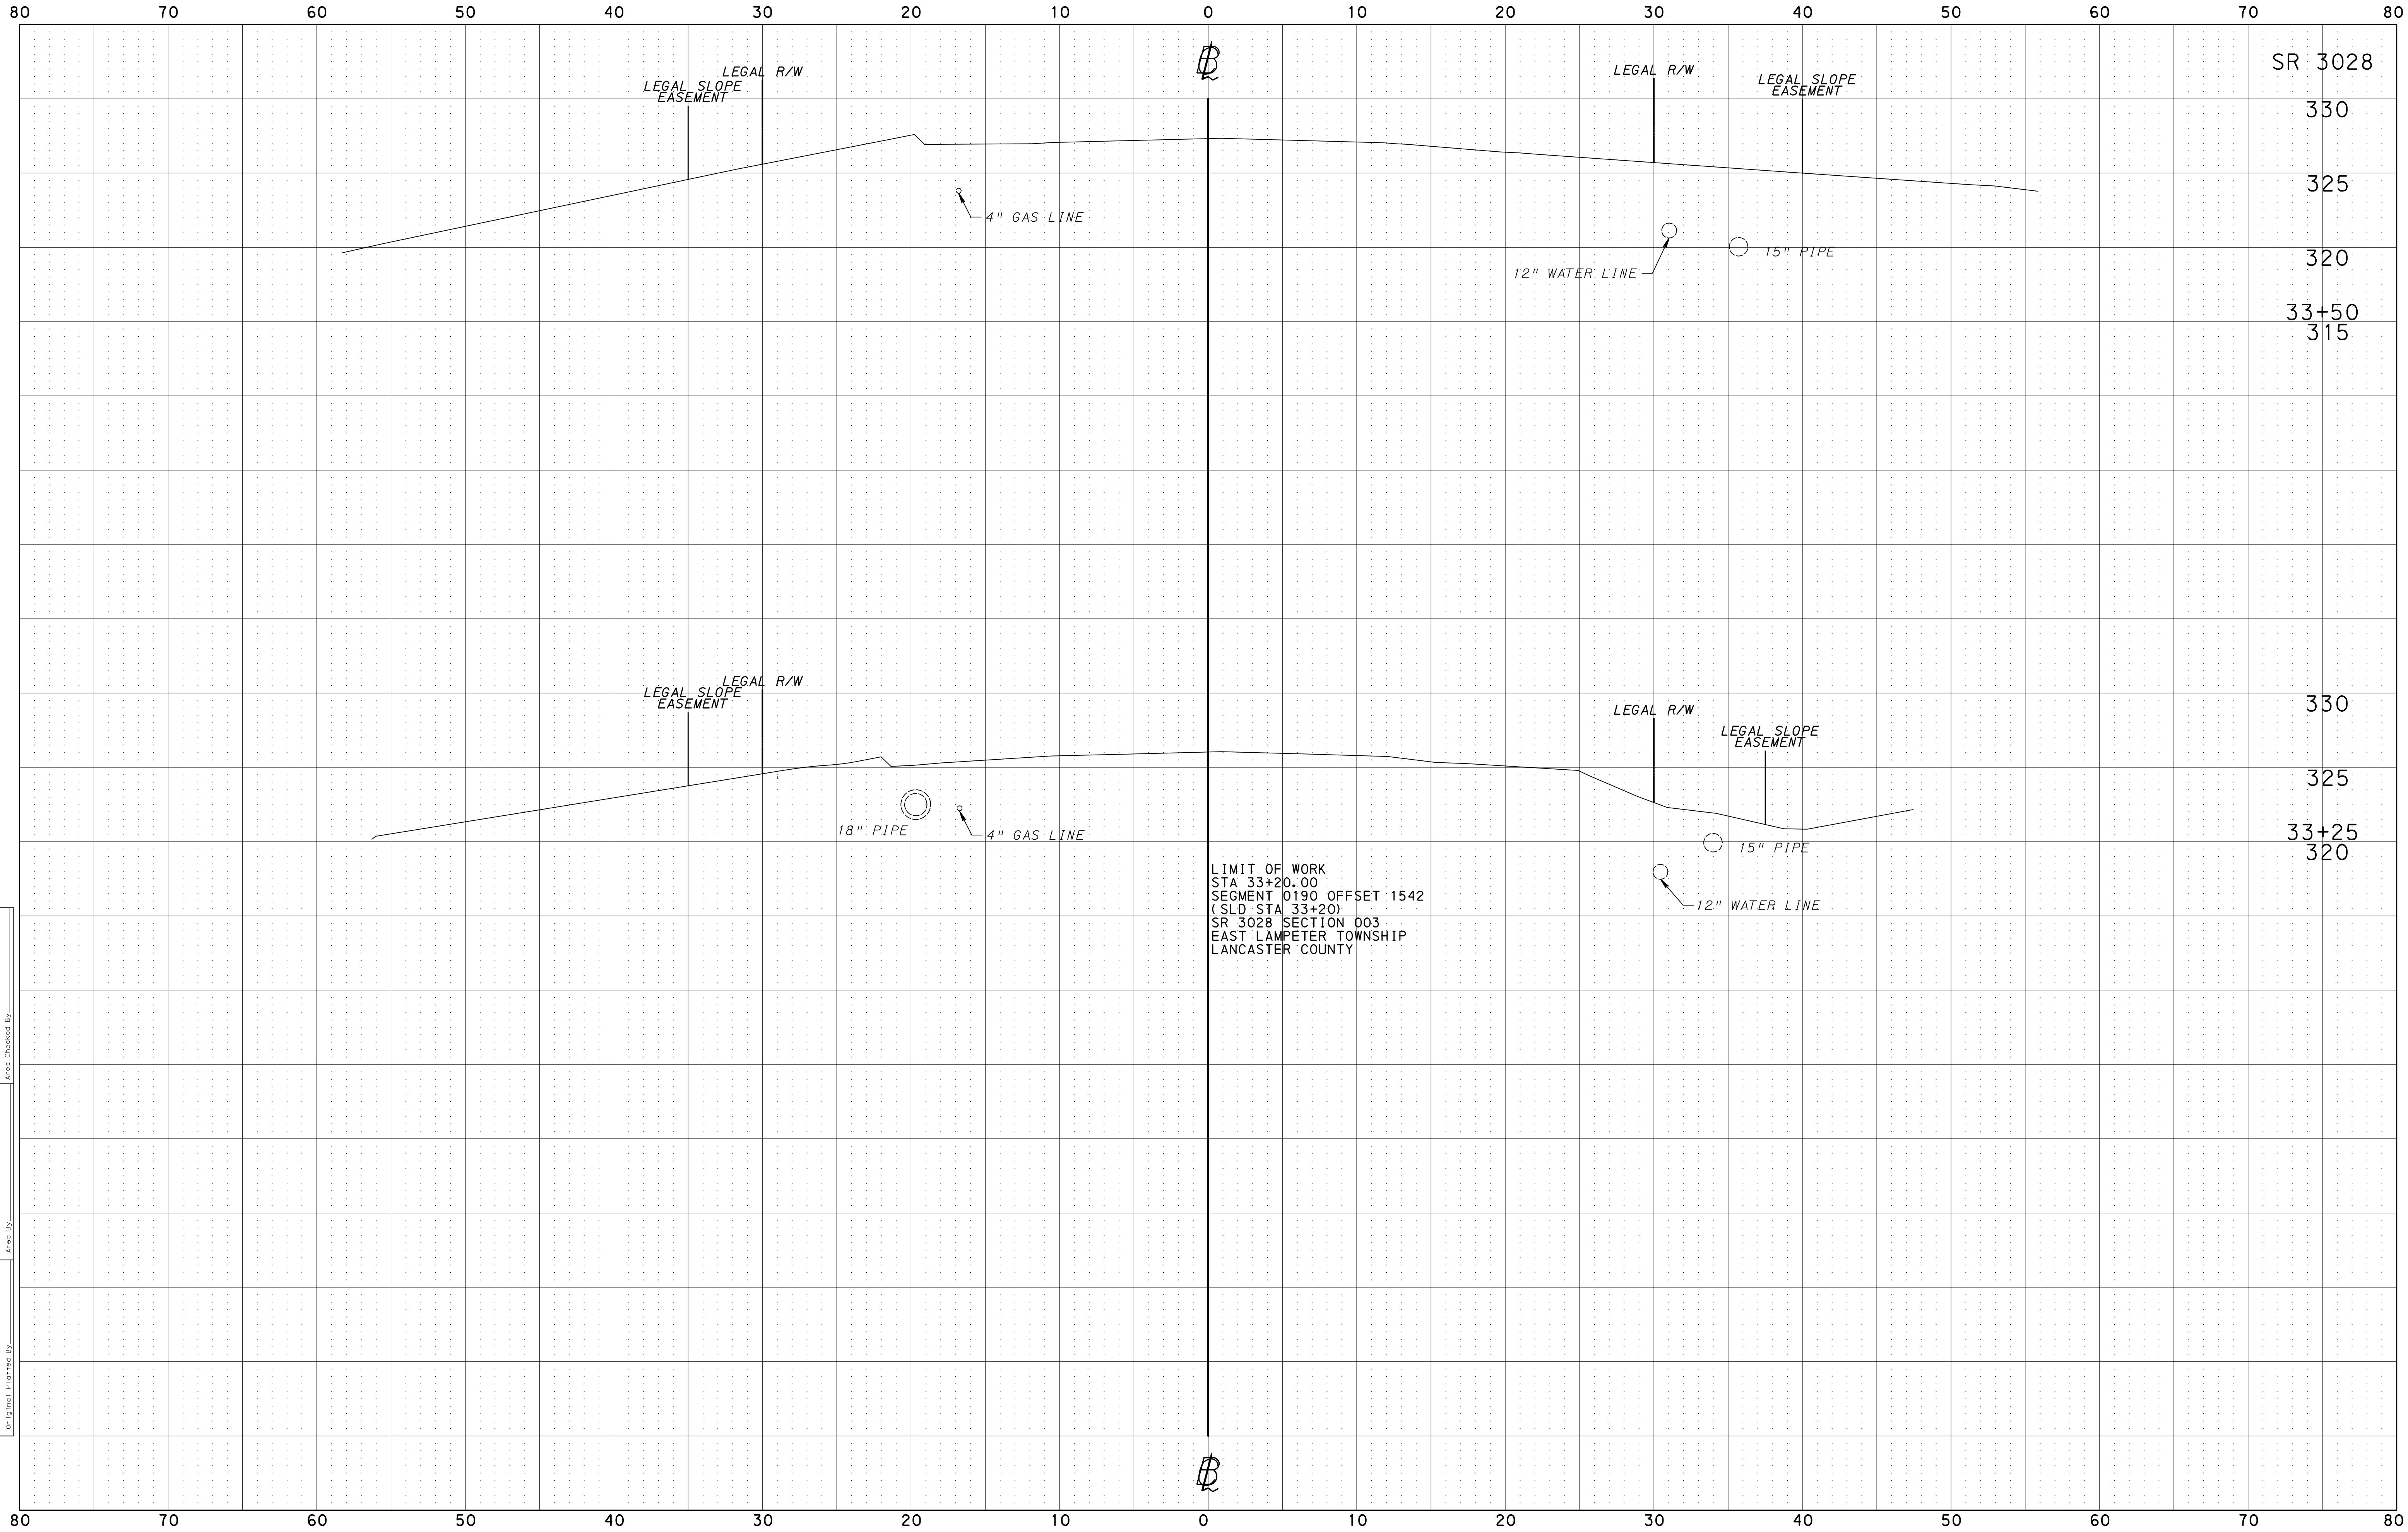 80 70 60 50 40 30 20 10 0 10 20 30 40 50 60 70 80
SR 3028
LEGAL R/W
LEGAL SLOPE
EASEMENT
LEGAL R/W
LEGAL SLOPE
EASEMENT
330
325
4" GAS LINE
12" WATER LINE
15" PIPE
320
33+50
315
LEGAL R/W
LEGAL SLOPE
EASEMENT
LEGAL R/W
LEGAL SLOPE
EASEMENT
330
325
18" PIPE
4" GAS LINE
15" PIPE
12" WATER LINE
33+25
320
LIMIT OF WORK
STA 33+20.00
SEGMENT 0190 OFFSET 1542
(SLD STA 33+20)
SR 3028 SECTION 003
EAST LAMPETER TOWNSHIP
LANCASTER COUNTY
Area Checked By
Area By
Original Plotted By
80 70 60 50 40 30 20 10 0 10 20 30 40 50 60 70 80